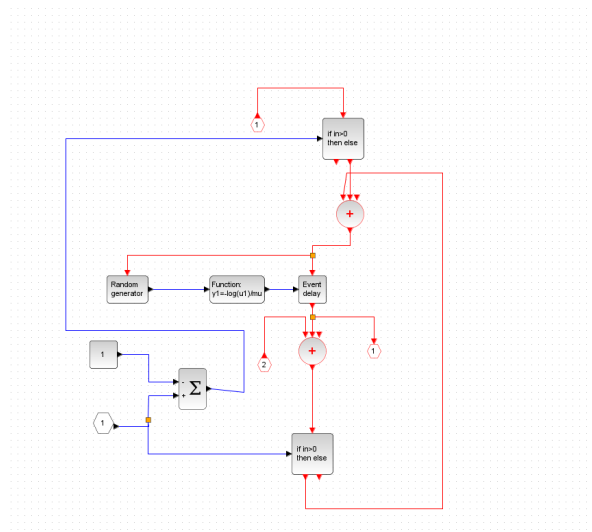 1
if in>0
then else
+
Random
generator
Function:
y1=-log(u1)/mu
Event
delay
2
+
1
1
-
+
Σ
1
if in>0
then else